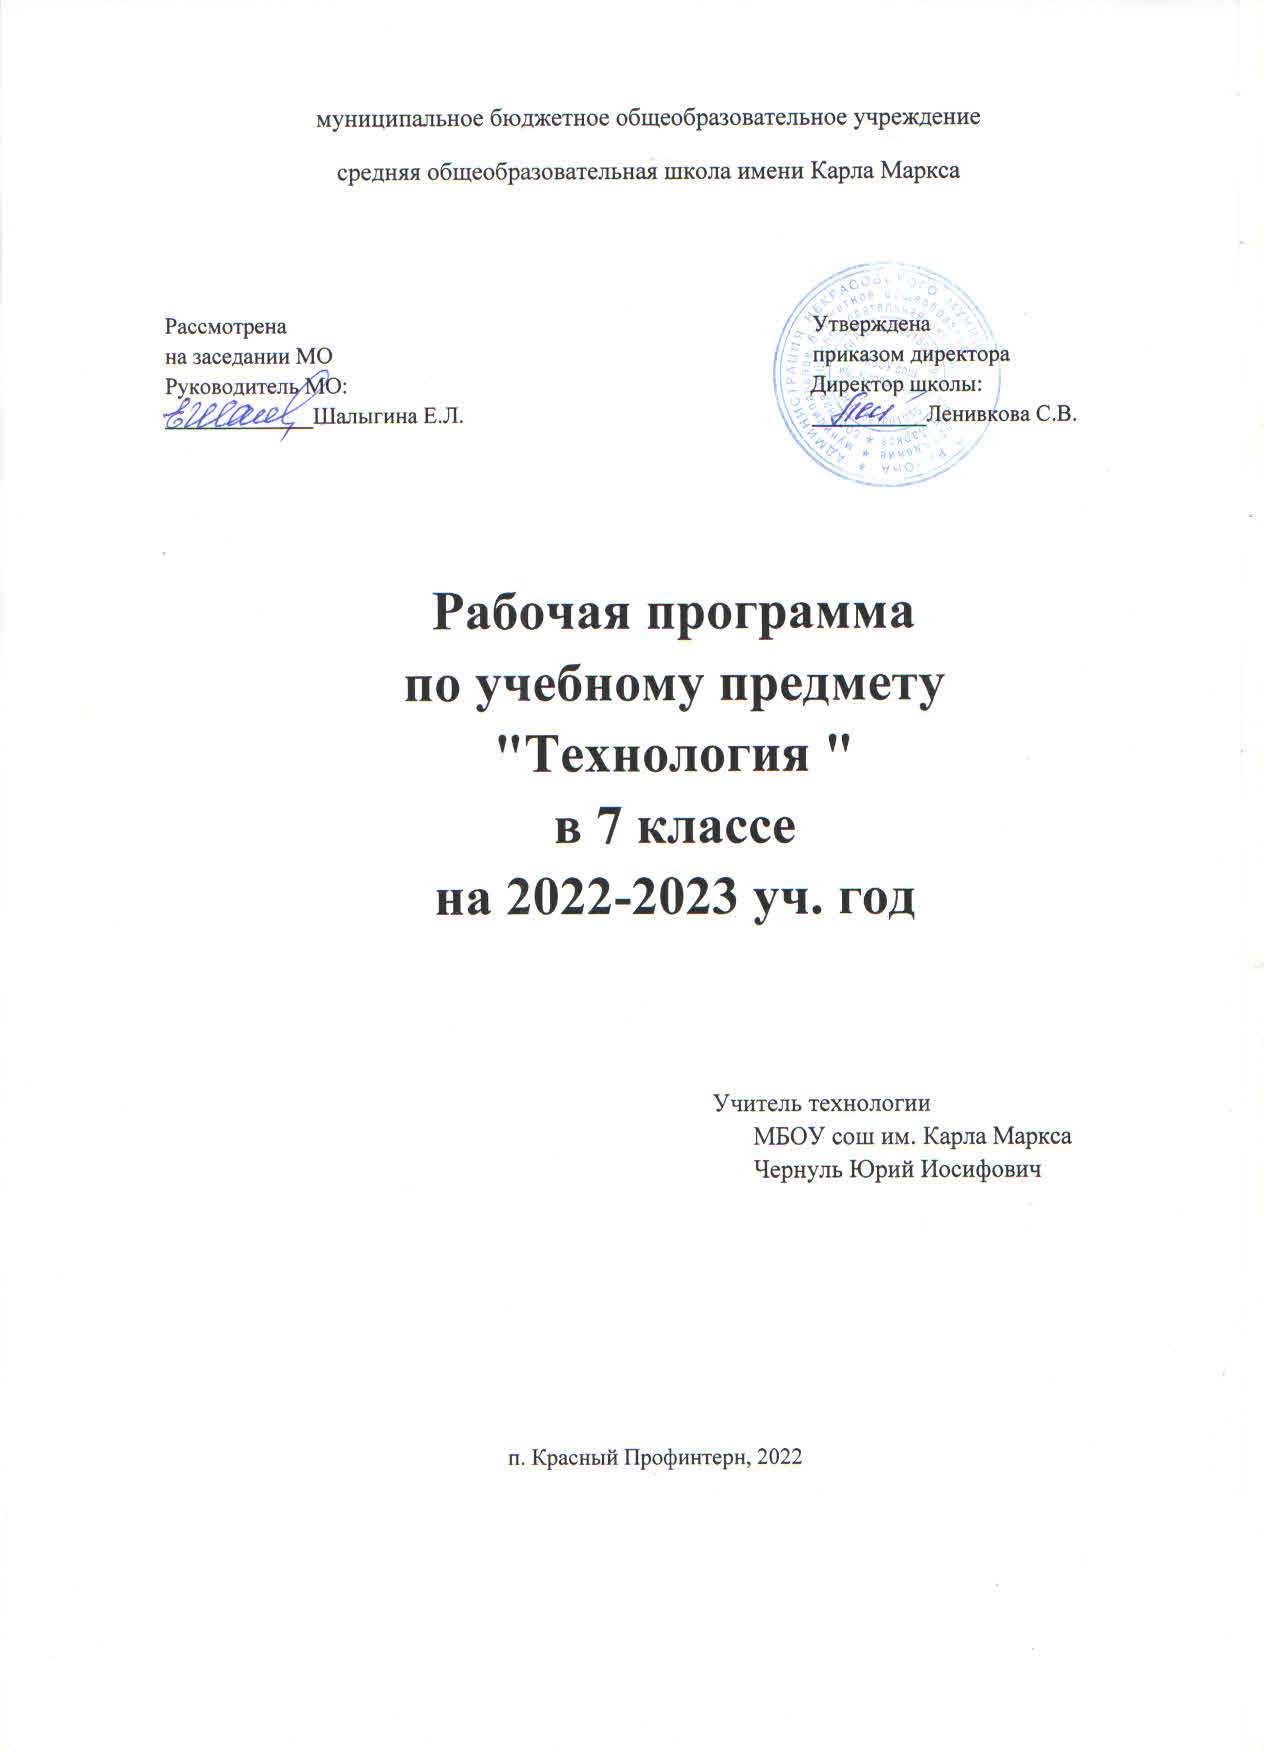 муниципальное бюджетное общеобразовательное учреждение
средняя общеобразовательная школа имени Карла Маркса
Рассмотрена
на заседании МО
Руководитель МО:
Шалыгина Е.Л.
Утверждена
приказом директора
Директор школы:
Ленивкова С.В.
АДМИНИСТРАЦИЯ НЕКРАСОВСКОГО
Рабочая программа
по учебному предмету
"Технология "
в 7 классе
на 2022-2023 уч. год
Учитель технологии
МБОУ сош им. Карла Маркса
Чернуль Юрий Иосифович
п. Красный Профинтерн, 2022